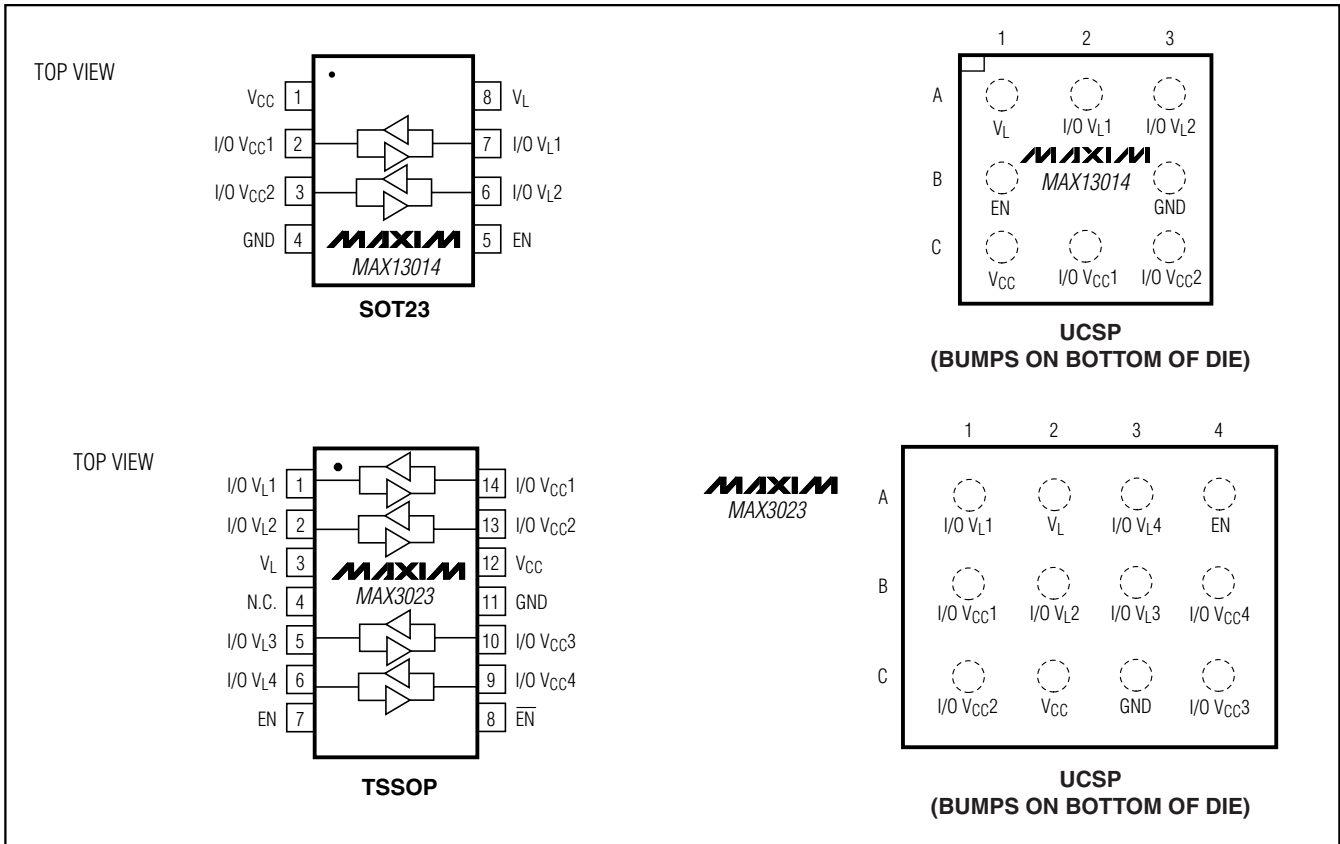 TOP VIEW
VCC 1 8 VL
I/O VCC1 2 7 I/O VL1
I/O VCC2 3 6 I/O VL2
GND 4 5 EN
MAXIM
MAX13014
SOT23
1 2 3
A
VL I/O VL1 I/O VL2
MAXIM
MAX13014
B
EN GND
C
VCC I/O VCC1 I/O VCC2
UCSP
(BUMPS ON BOTTOM OF DIE)
TOP VIEW
I/O VL1 1 14 I/O VCC1
I/O VL2 2 13 I/O VCC2
VL 3 12 VCC
MAXIM
MAX3023
N.C. 4 11 GND
I/O VL3 5 10 I/O VCC3
I/O VL4 6 9 I/O VCC4
EN 7 8 E̅N̅
TSSOP
MAXIM
MAX3023
1 2 3 4
A
I/O VL1 VL I/O VL4 EN
B
I/O VCC1 I/O VL2 I/O VL3 I/O VCC4
C
I/O VCC2 VCC GND I/O VCC3
UCSP
(BUMPS ON BOTTOM OF DIE)